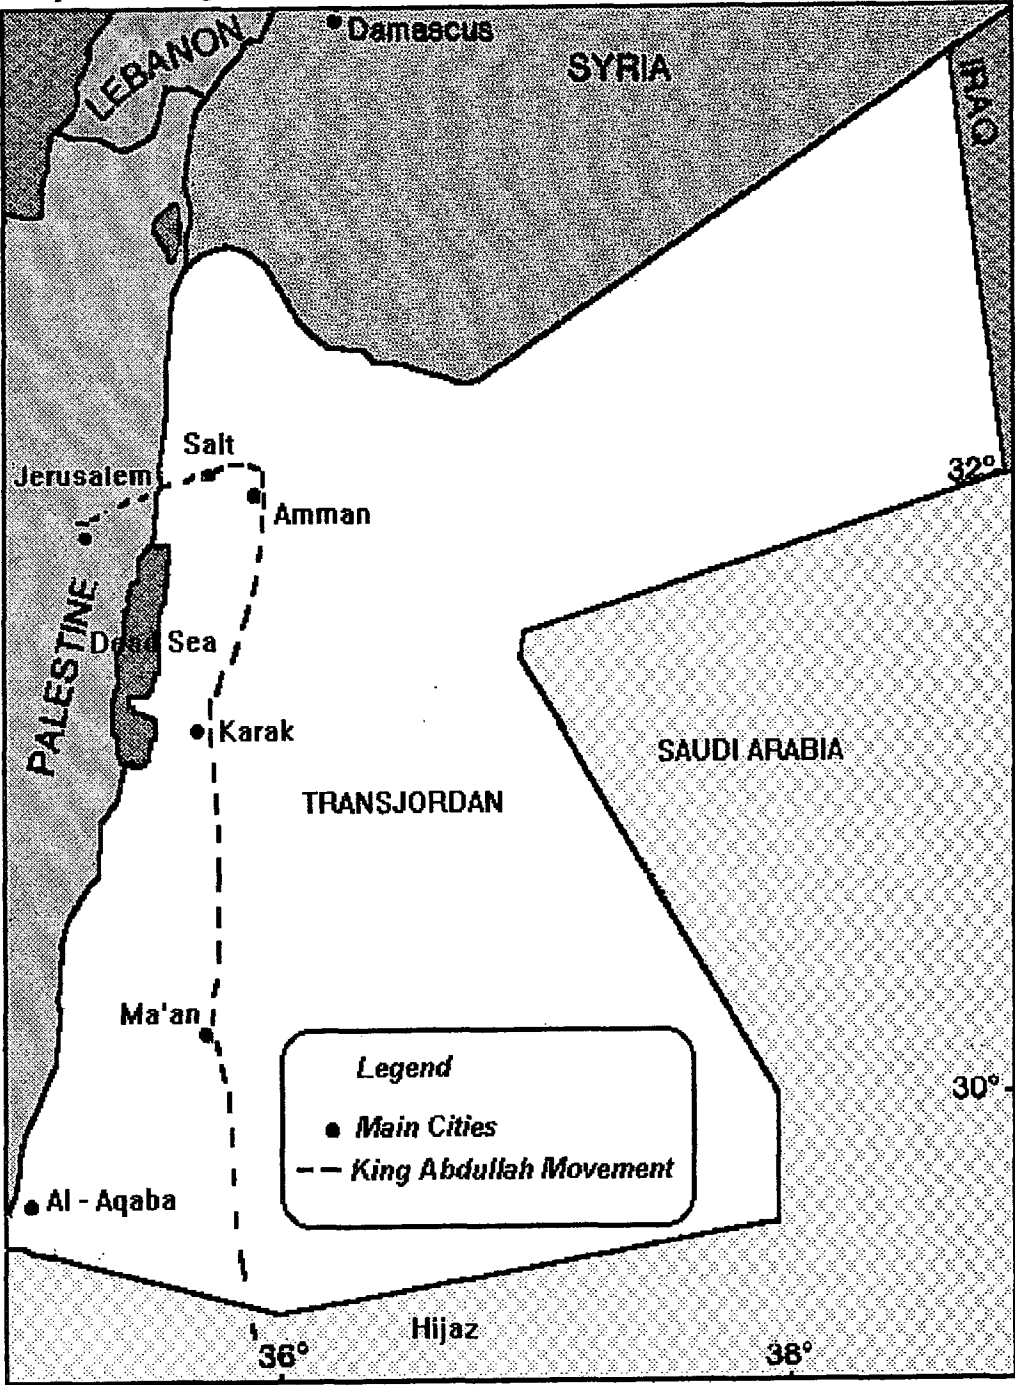 Damascus
LEBANON
SYRIA
IRAQ
Salt
Jerusalem
32°
Amman
PALESTINE
Dead Sea
Karak
SAUDI ARABIA
TRANSJORDAN
Ma'an
Legend
30°
Main Cities
King Abdullah Movement
Al - Aqaba
Hijaz
36°
38°